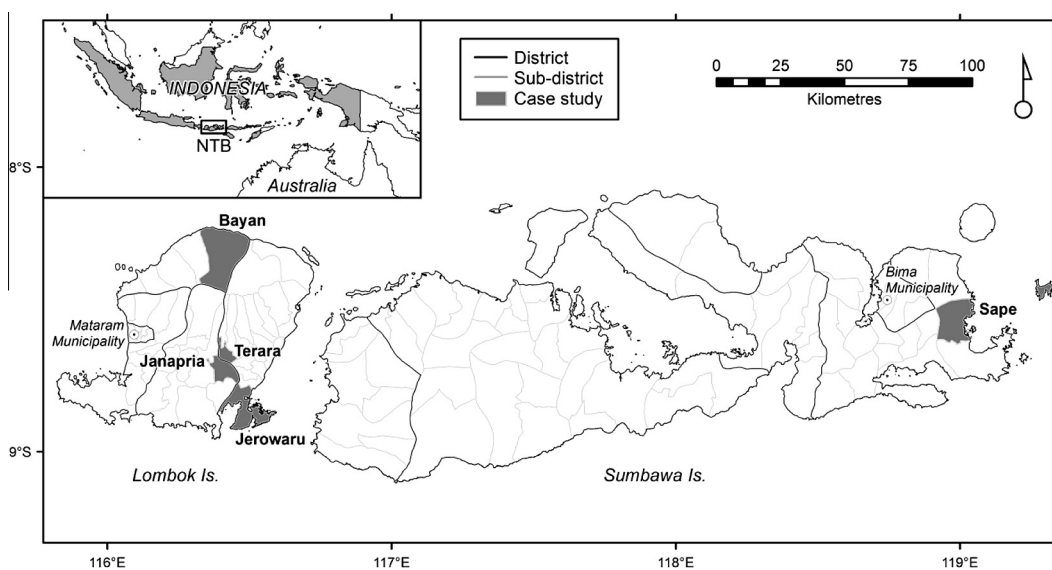 INDONESIA
NTB
Australia
District
Sub-district
Case study
0 25 50 75 100
Kilometres
8°S
9°S
Bayan
Mataram
Municipality
Terara
Janapria
Jerowaru
Bima
Municipality
Sape
Lombok Is.
Sumbawa Is.
116°E
117°E
118°E
119°E